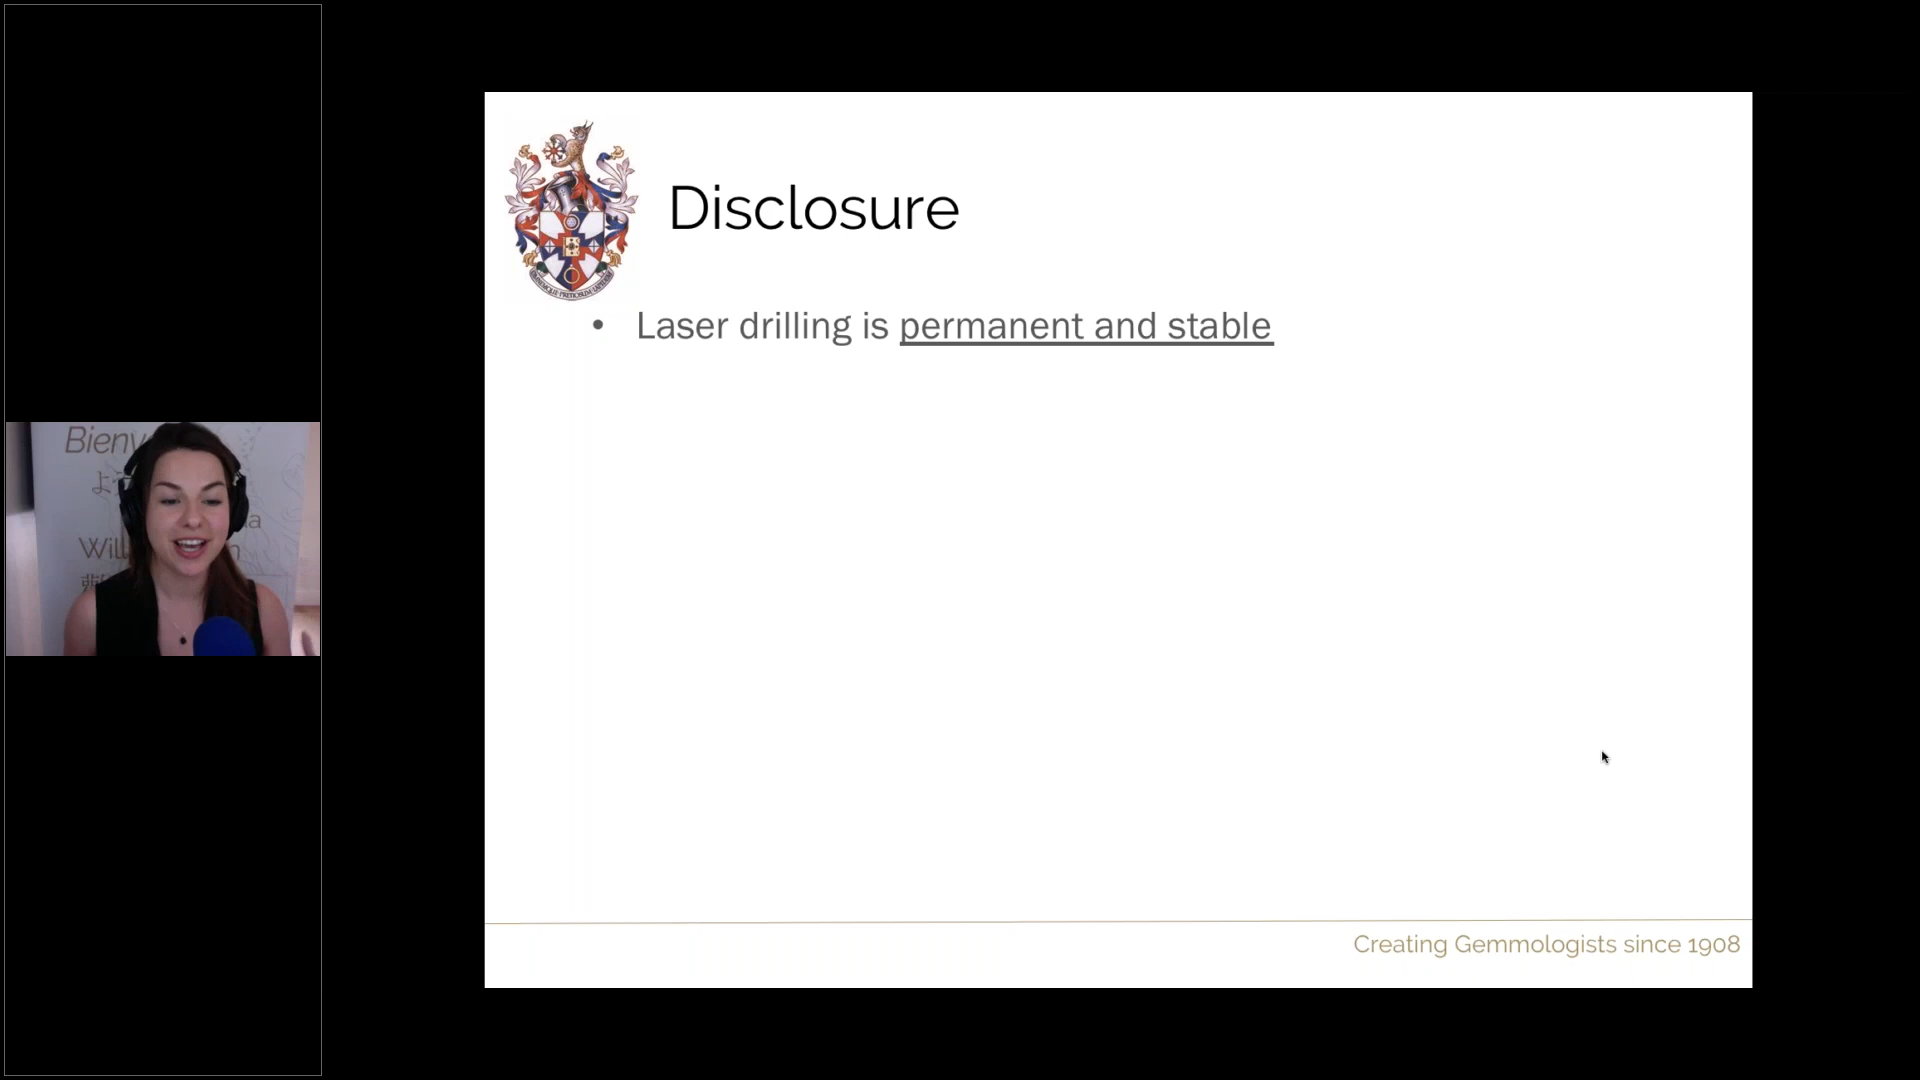 Disclosure
• Laser drilling is permanent and stable
Creating Gemmologists since 1908